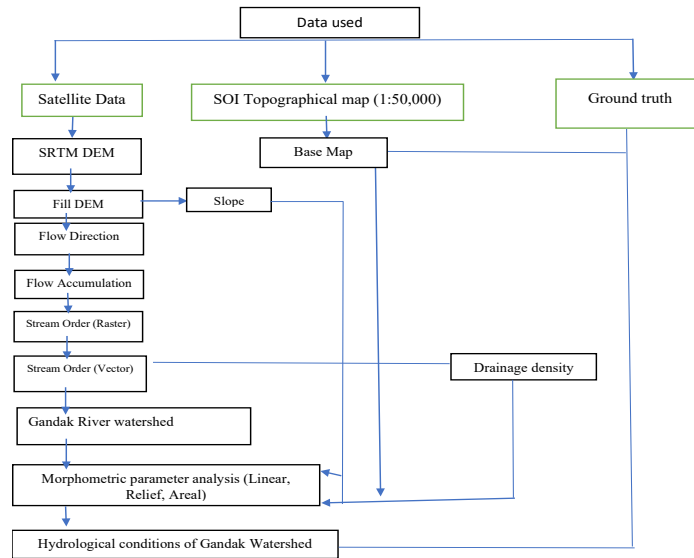 Data used
Satellite Data
SOI Topographical map (1:50,000)
Ground truth
SRTM DEM
Base Map
Fill DEM
Slope
Flow Direction
Flow Accumulation
Stream Order (Raster)
Stream Order (Vector)
Drainage density
Gandak River watershed
Morphometric parameter analysis (Linear,
Relief, Areal)
Hydrological conditions of Gandak Watershed